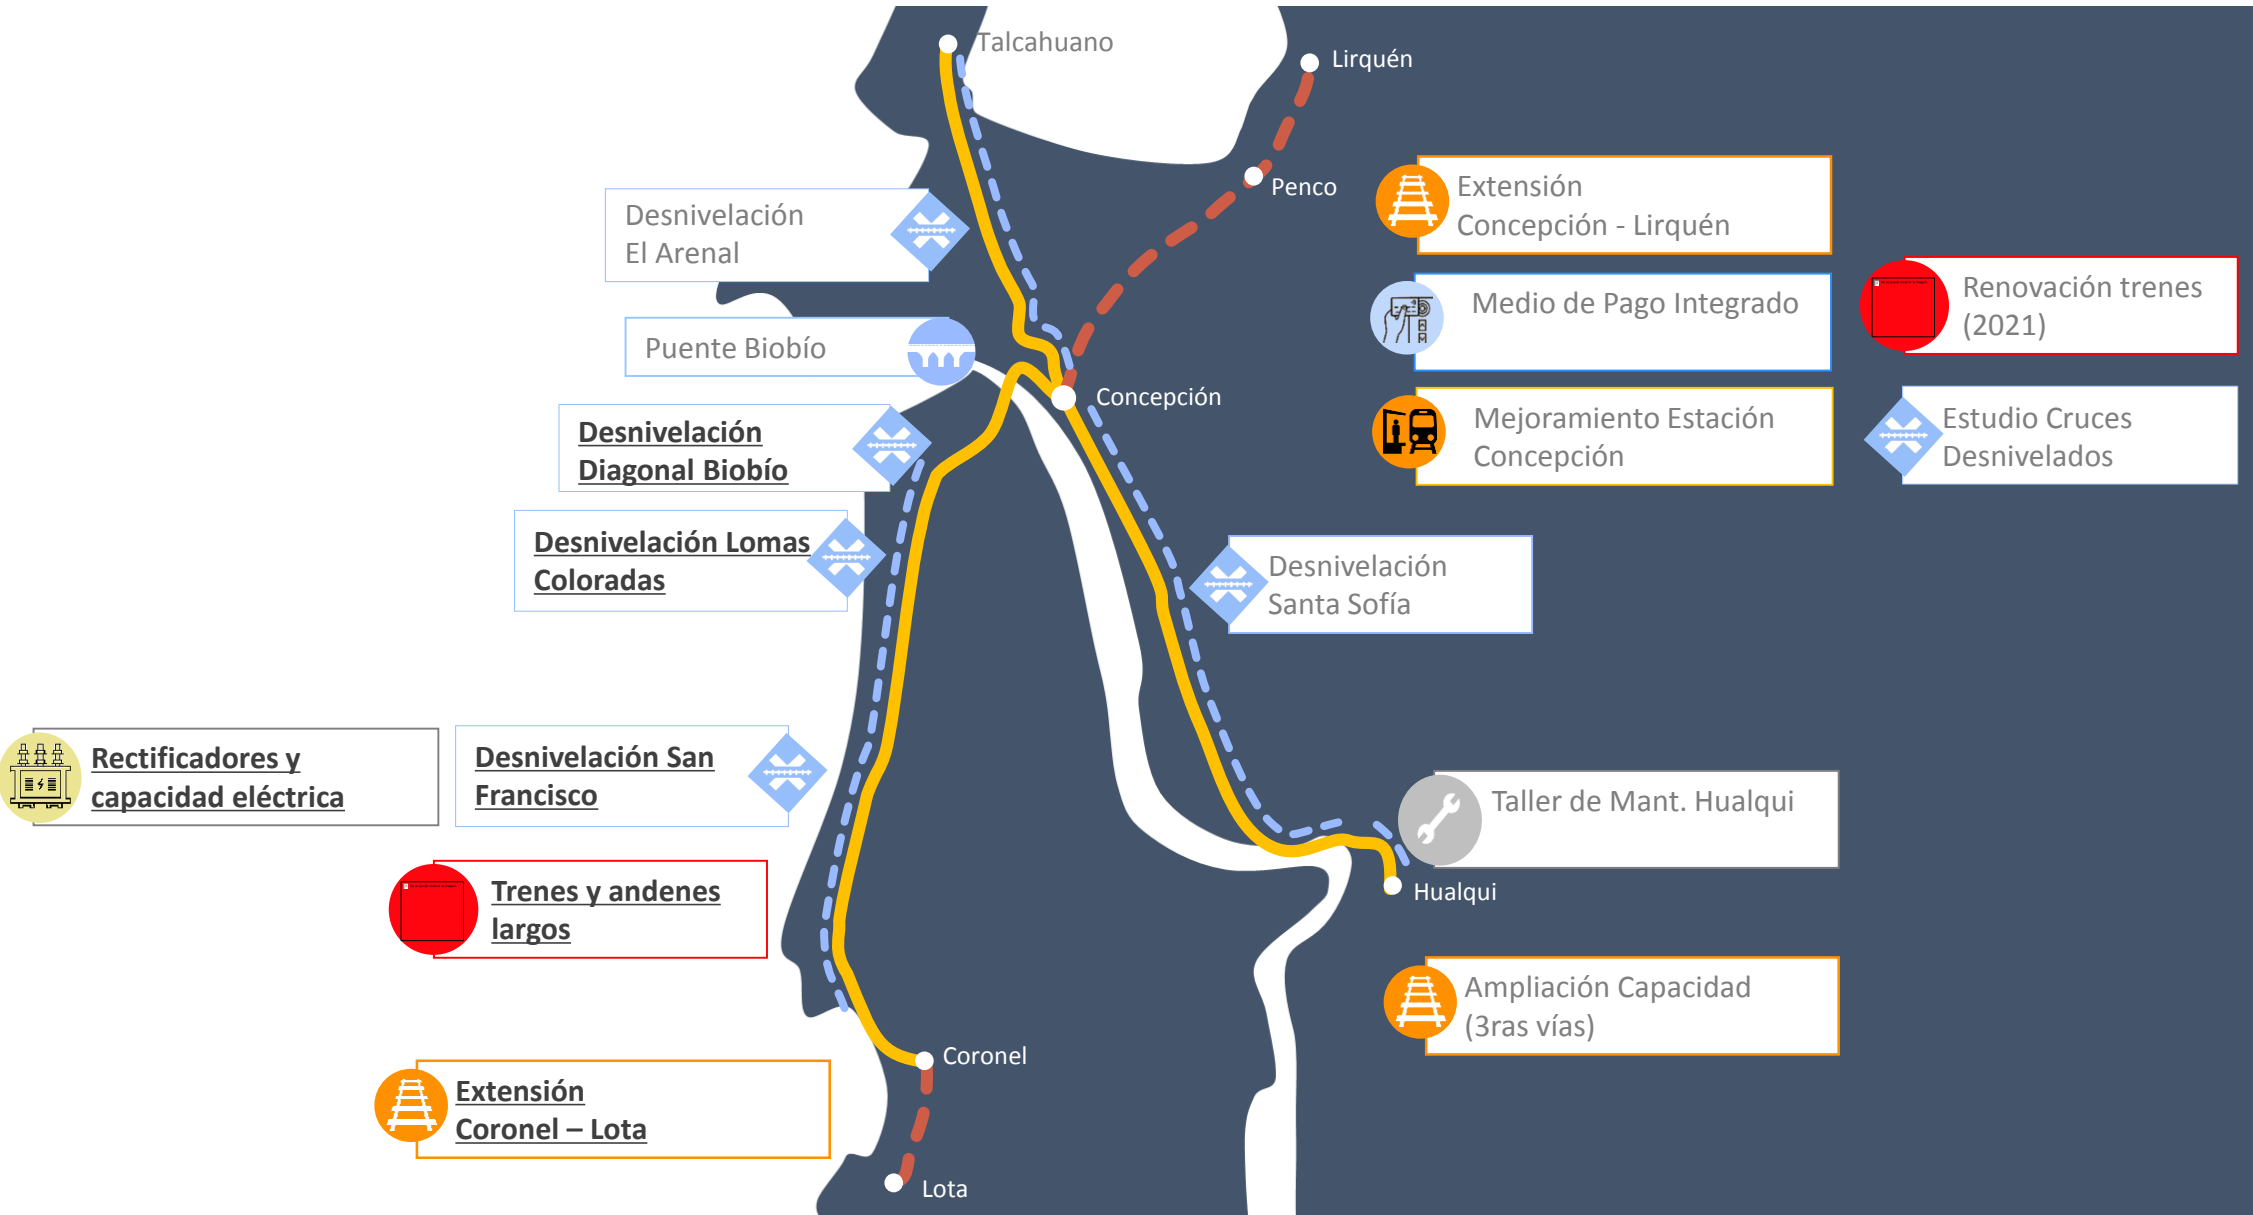 Talcahuano
Lirquén
Penco
Desnivelación
El Arenal
Extensión
Concepción - Lirquén
Medio de Pago Integrado
Renovación trenes
(2021)
Puente Biobío
Concepción
Mejoramiento Estación
Concepción
Estudio Cruces
Desnivelados
Desnivelación
Diagonal Biobío
Desnivelación Lomas
Coloradas
Desnivelación
Santa Sofía
Rectificadores y
capacidad eléctrica
Desnivelación San
Francisco
Taller de Mant. Hualqui
Hualqui
Trenes y andenes
largos
Ampliación Capacidad
(3ras vías)
Coronel
Extensión
Coronel – Lota
Lota